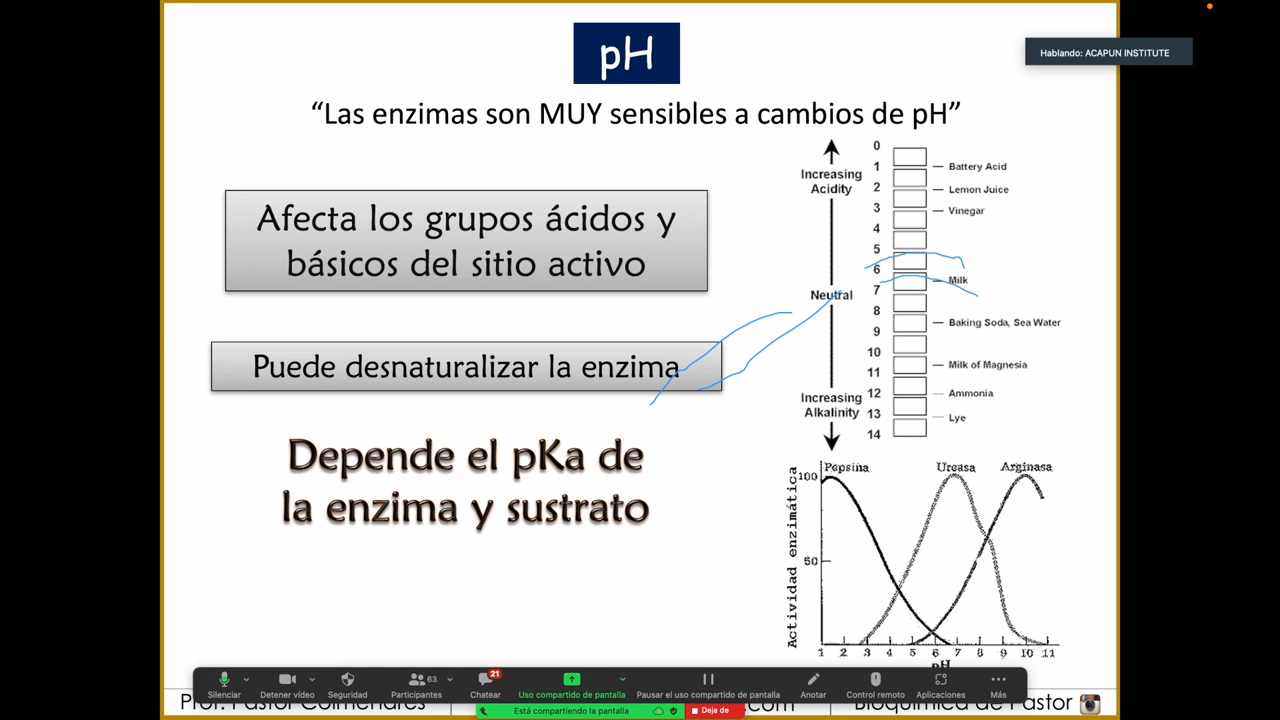 pH
Hablando: ACAPUN INSTITUTE
“Las enzimas son MUY sensibles a cambios de pH”
Afecta los grupos ácidos y
básicos del sitio activo
Puede desnaturalizar la enzima
Depende el pKa de
la enzima y sustrato
Increasing
Acidity
Neutral
Increasing
Alkalinity
0
1
2
3
4
5
6
7
8
9
10
11
12
13
14
Battery Acid
Lemon Juice
Vinegar
Milk
Baking Soda, Sea Water
Milk of Magnesia
Ammonia
Lye
Pepsina Ureasa Arginasa
Actividad enzimática
100
50
1 2 3 4 5 6 7 8 9 10 11
pH
Silenciar
Detener video
Seguridad
63
Participantes
21
Chatear
Uso compartido de pantalla
Pausar el uso compartido de pantalla
Anotar
Control remoto
Aplicaciones
Más
Está compartiendo la pantalla
Deja de
Prof. Pastor Colmenares
.com
Bioquímica de Pastor